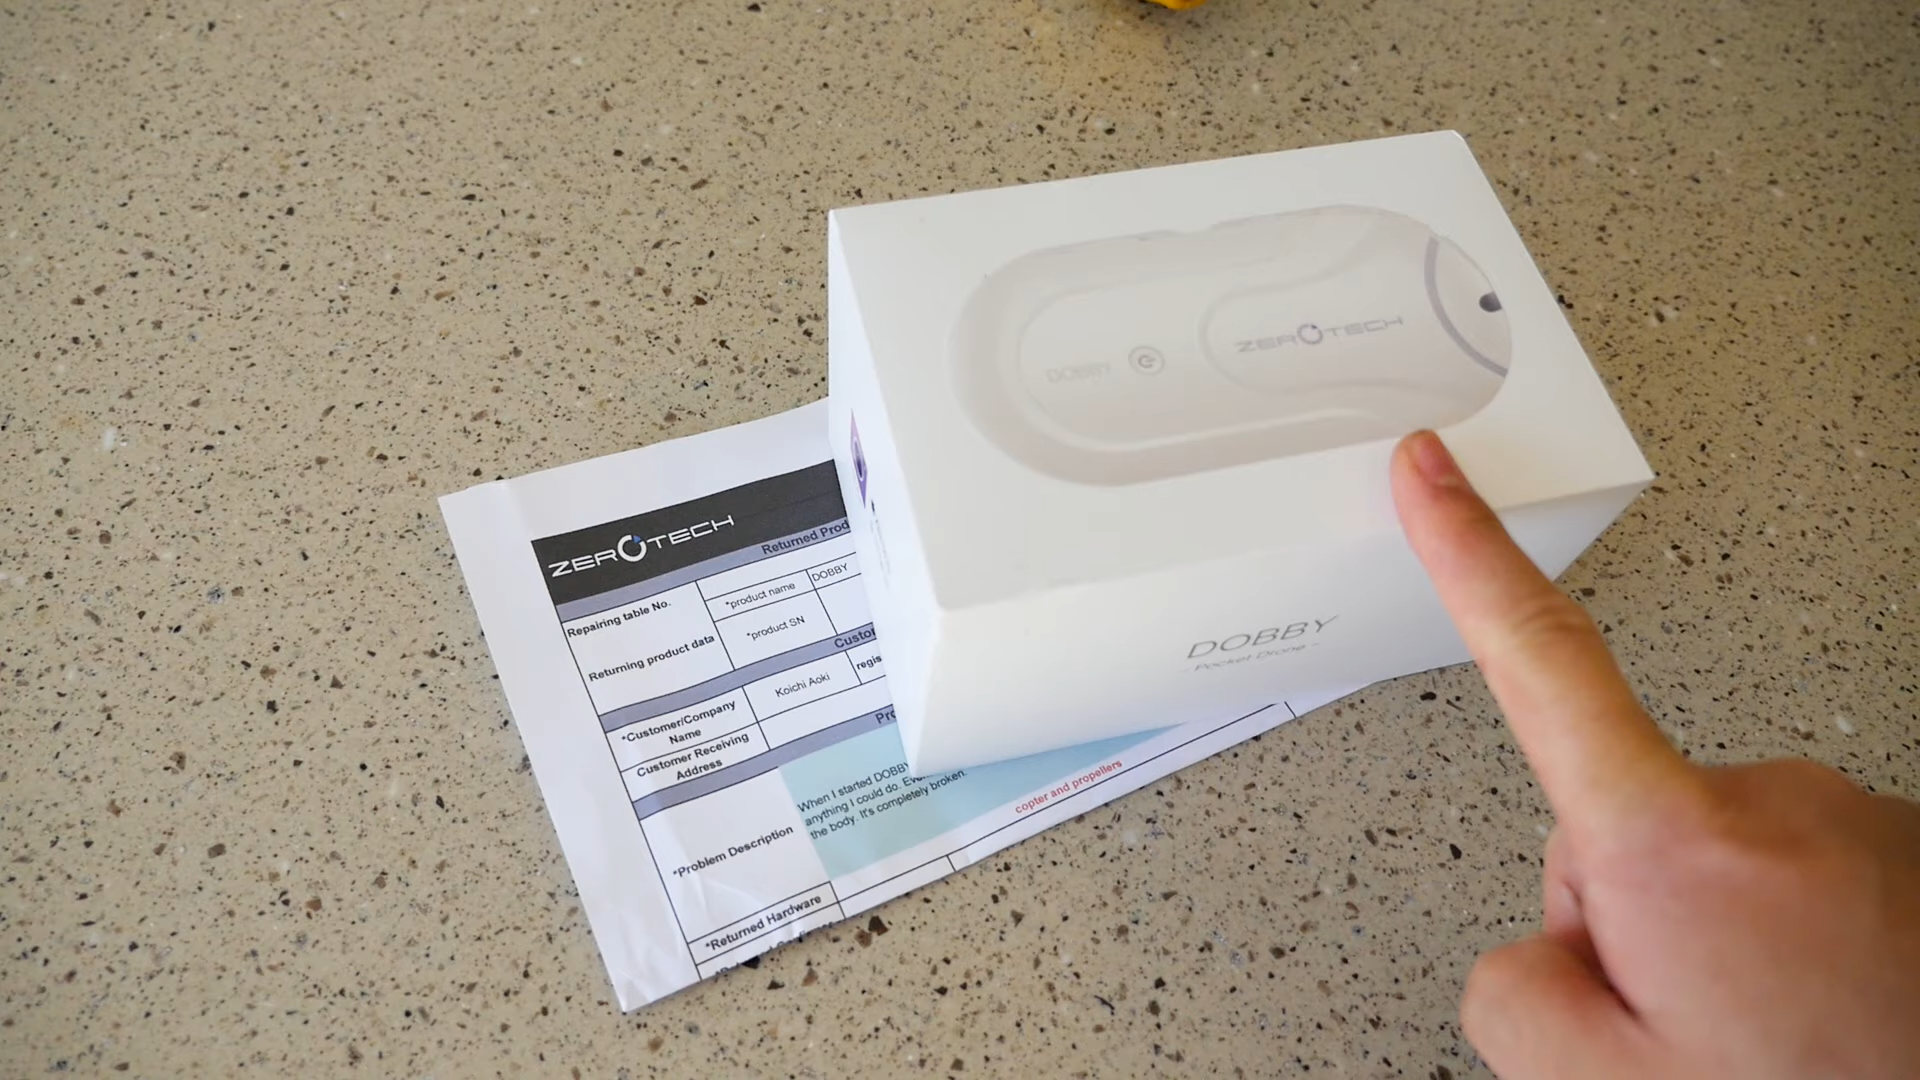 DOBBY
ZEROTECH
DOBBY
- Pocket Drone -
ZEROTECH
Returned Prod
Repairing table No.
Returning product data
*product name
DOBBY
*product SN
Custo
*Customer/Company
Name
Koichi Aoki
regis
Customer Receiving
Address
Pro
*Problem Description
When I started DOBBY
anything I could do. Eve
the body. It's completely broken.
copter and propellers
*Returned Hardware